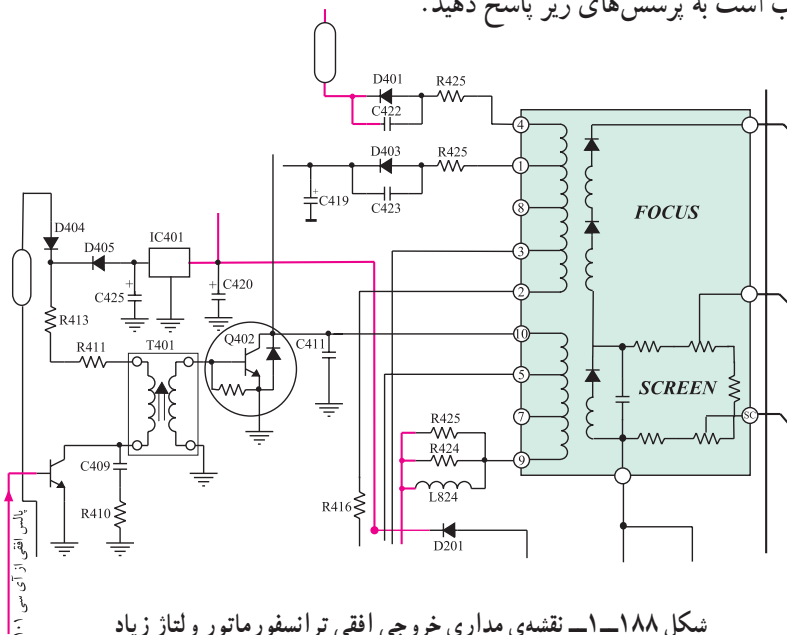 ب است به پرسش‌های زیر پاسخ دهید.
D401
R425
C422
4
D403
R425
1
C419
C423
8
3
2
FOCUS
D404
D405
IC401
C425
C420
R413
R411
T401
Q402
C411
10
5
7
9
SCREEN
SC
R425
R424
L824
R416
D201
C409
R410
پالس افقی از آی سی ۱۰۱
شکل ۱۸۸ــ۱ــ نقشه‌ی مداری خروجی افقی ترانسفورماتور ولتاژ زیاد